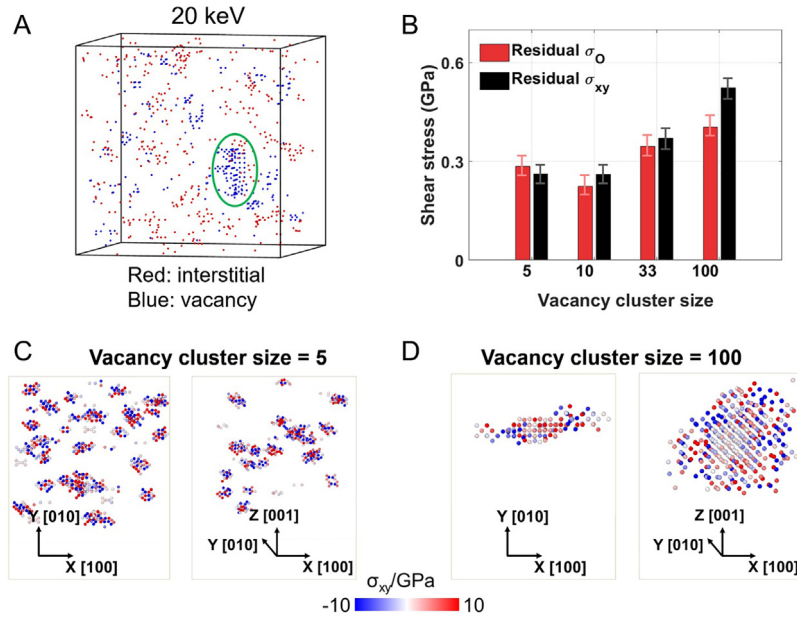 A
20 keV
Red: interstitial
Blue: vacancy
B
Residual σO
Residual σxy
Shear stress (GPa)
0.6
0.3
0
5 10 33 100
Vacancy cluster size
C
Vacancy cluster size = 5
Y [010]
X [100]
Z [001]
Y [010]
X [100]
D
Vacancy cluster size = 100
Y [010]
X [100]
Z [001]
Y [010]
X [100]
σxy/GPa
-10 10